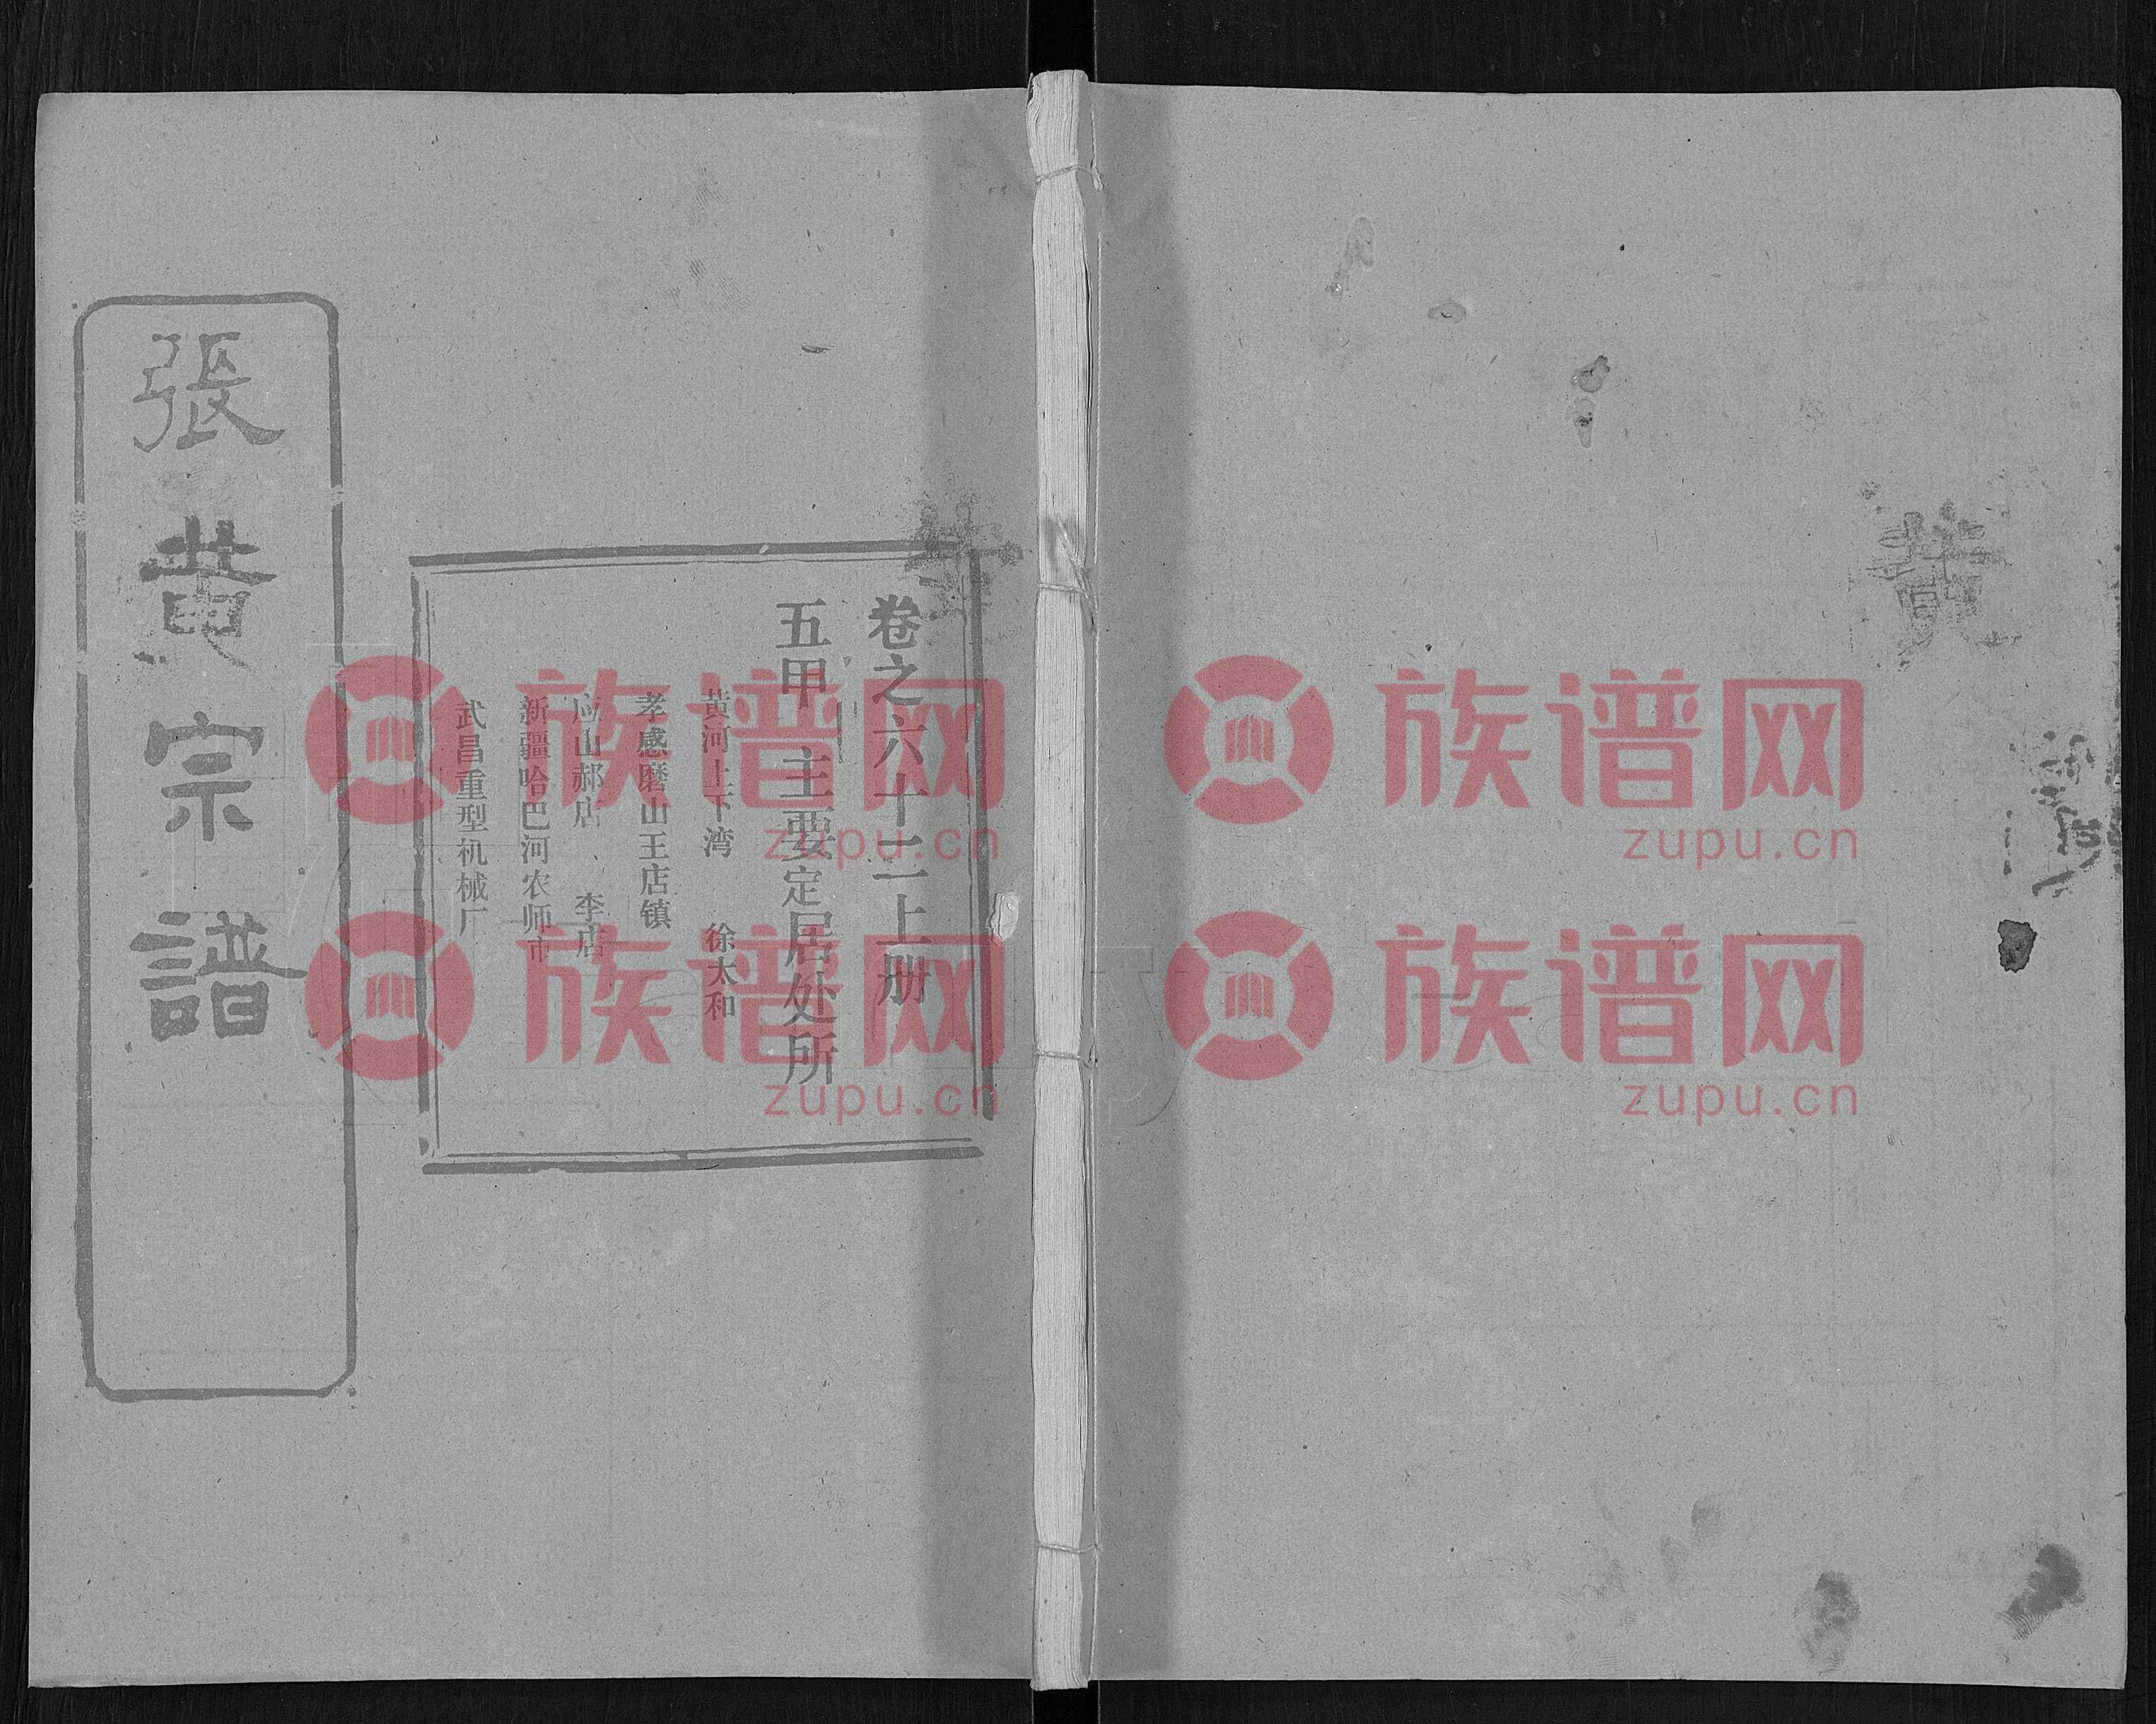 張黄宗譜
卷之六十二上册
五甲 主要定居处所
黄河上下湾 徐太和
孝感磨山王店镇
应山郝店 李店
新疆哈巴河农师市
武昌重型机械厂
黄
族谱网
zupu.cn
族谱网
zupu.cn
族谱网
zupu.cn
族谱网
zupu.cn